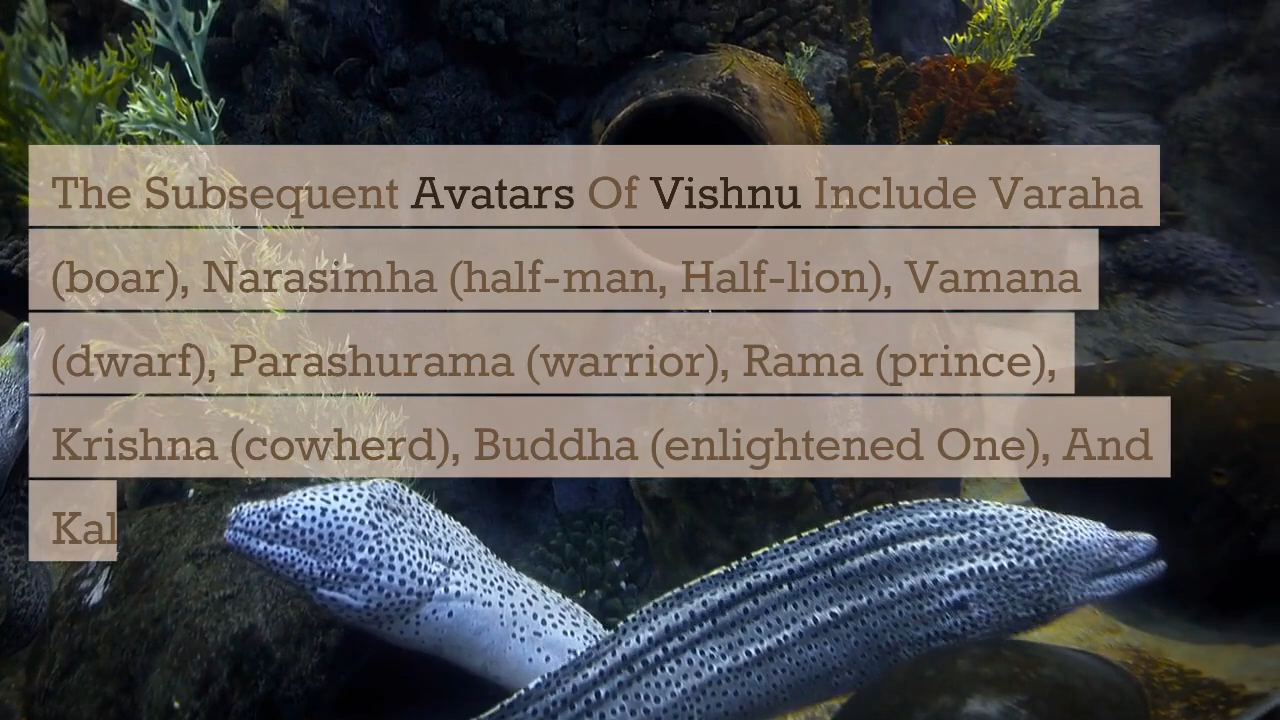 The Subsequent Avatars Of Vishnu Include Varaha
(boar), Narasimha (half-man, Half-lion), Vamana
(dwarf), Parashurama (warrior), Rama (prince),
Krishna (cowherd), Buddha (enlightened One), And
Kal